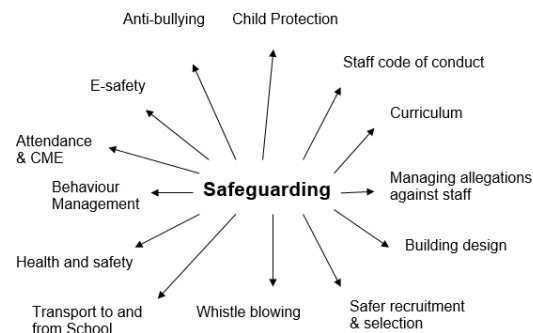 Anti-bullying
Child Protection
Staff code of conduct
E-safety
Curriculum
Attendance
& CME
Managing allegations
against staff
Behaviour
Management
Safeguarding
Building design
Health and safety
Safer recruitment
& selection
Transport to and
from School
Whistle blowing